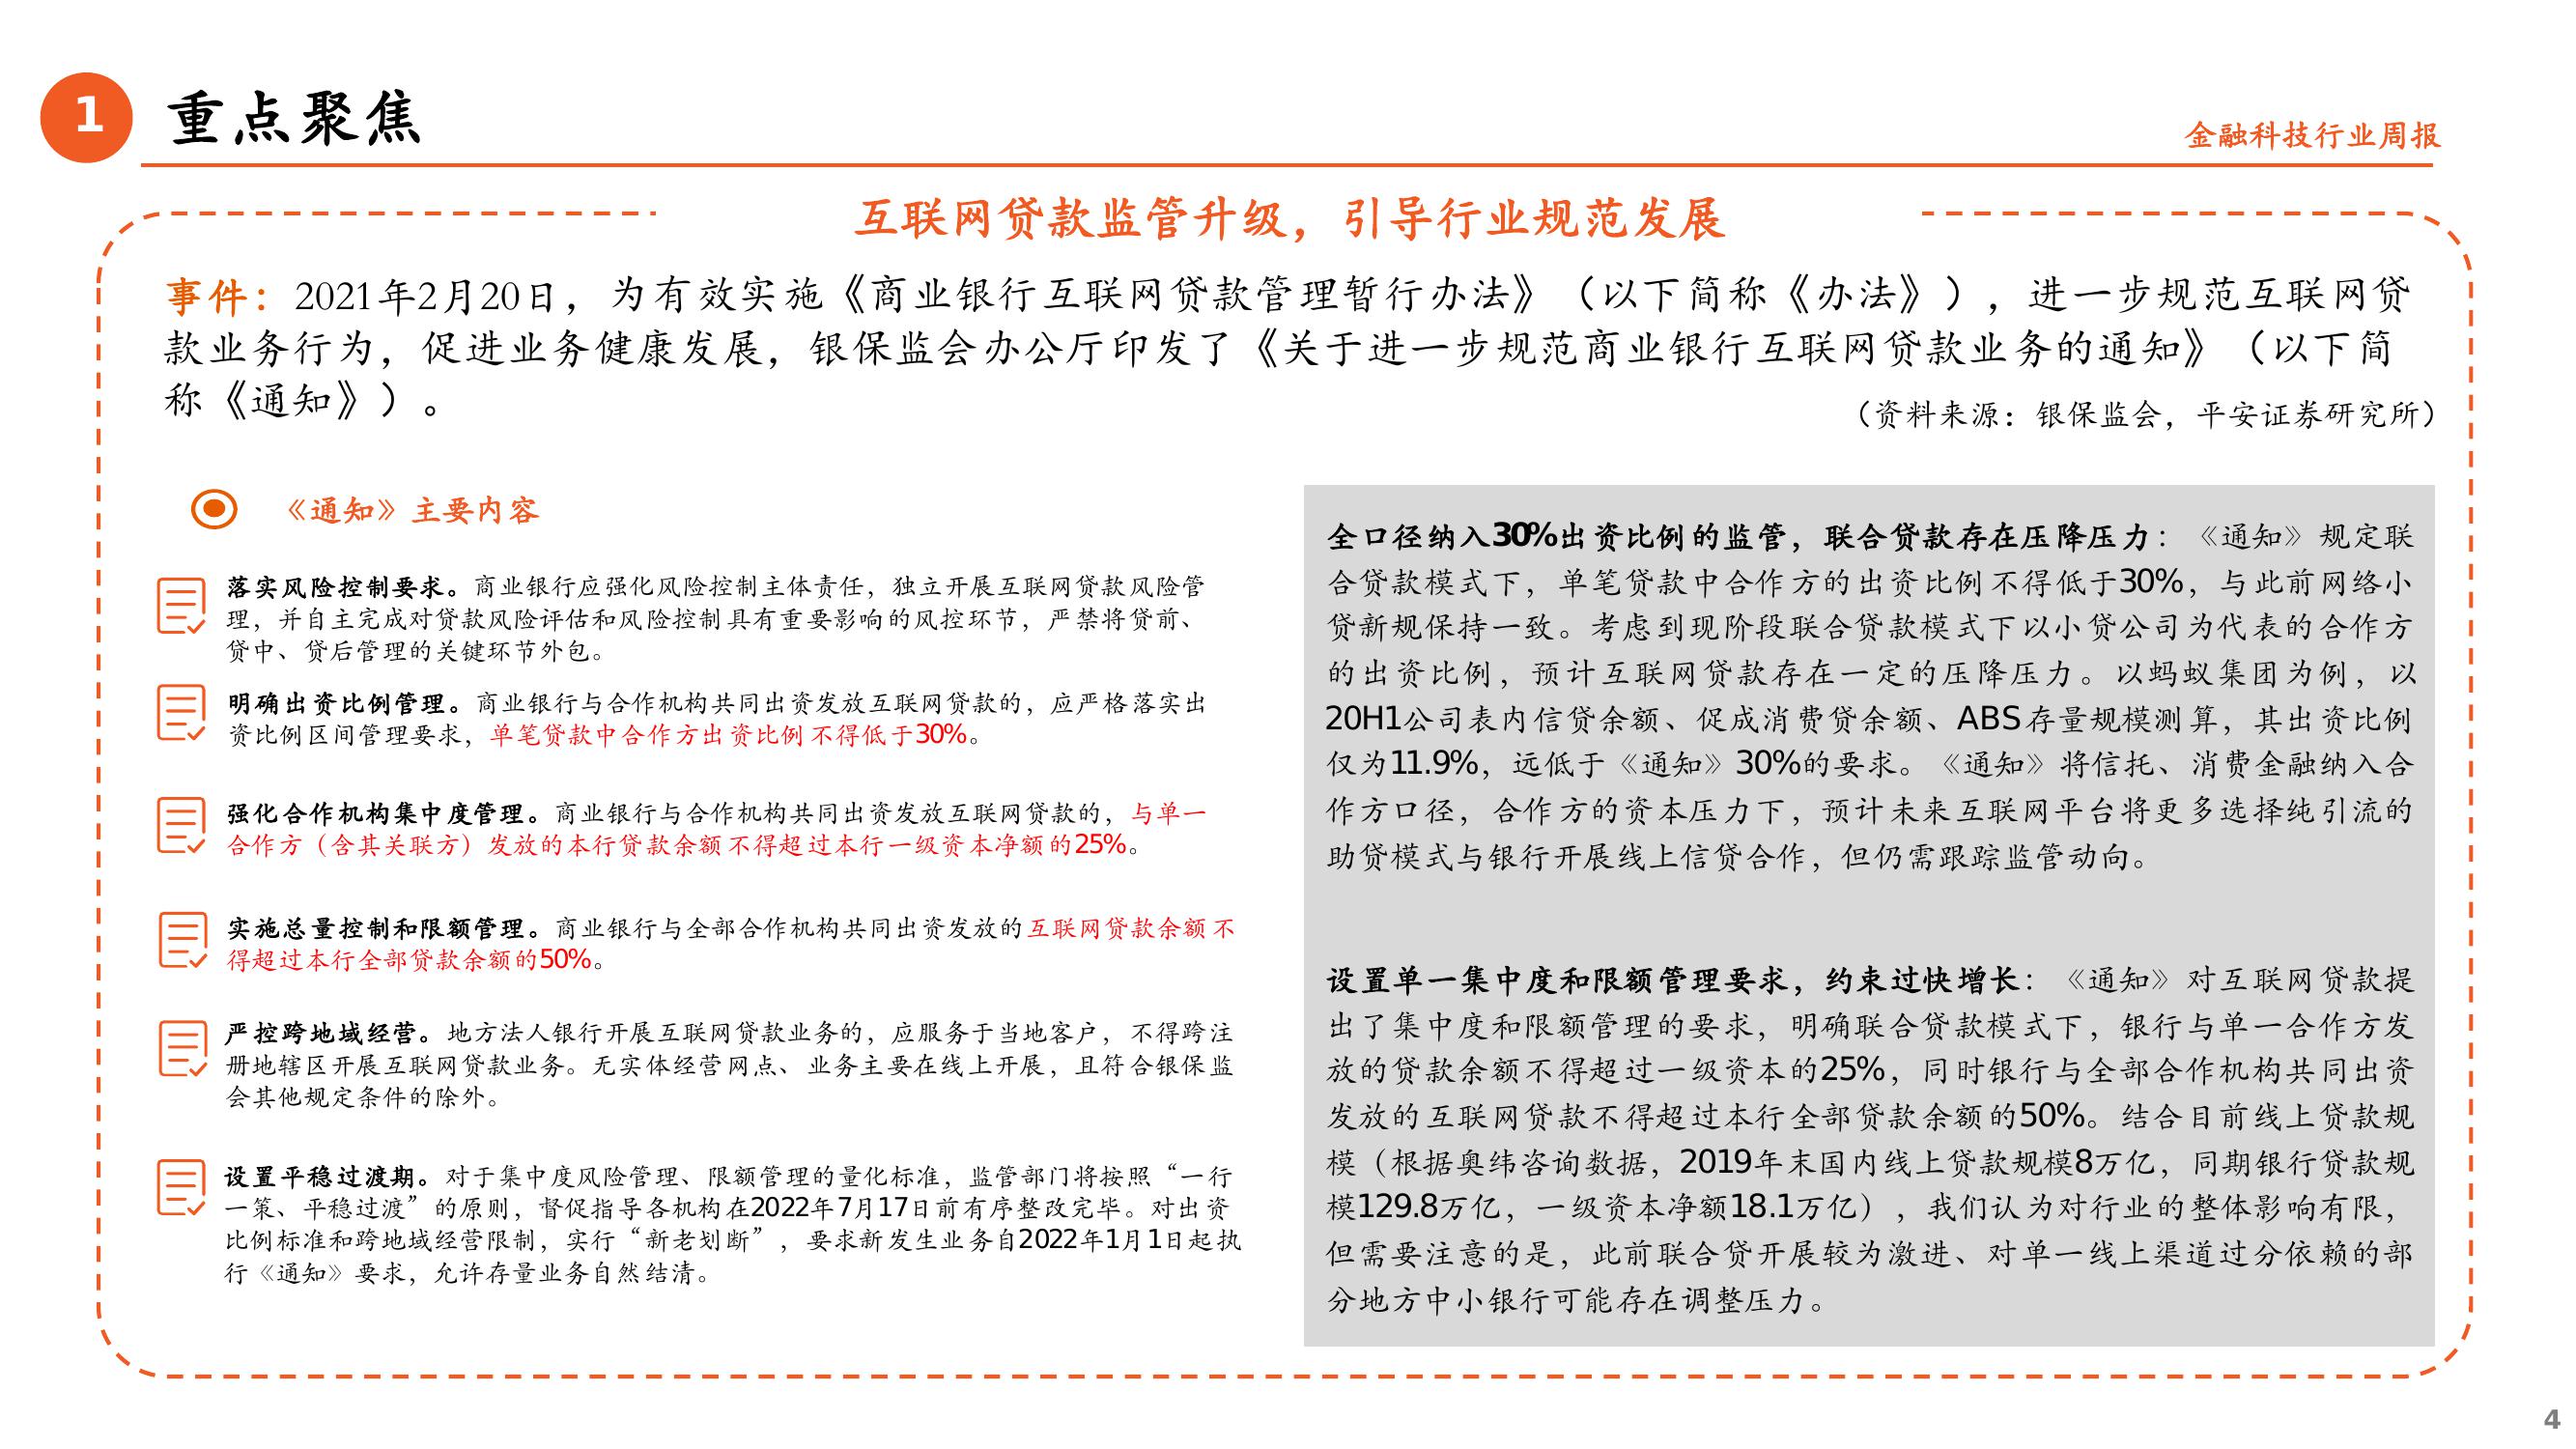 1
重点聚焦
金融科技行业周报
互联网贷款监管升级，引导行业规范发展
事件：2021年2月20日，为有效实施《商业银行互联网贷款管理暂行办法》（以下简称《办法》），进一步规范互联网贷
款业务行为，促进业务健康发展，银保监会办公厅印发了《关于进一步规范商业银行互联网贷款业务的通知》（以下简
称《通知》）。
（资料来源：银保监会，平安证券研究所）
《通知》主要内容
落实风险控制要求。商业银行应强化风险控制主体责任，独立开展互联网贷款风险管
理，并自主完成对贷款风险评估和风险控制具有重要影响的风控环节，严禁将贷前、
贷中、贷后管理的关键环节外包。
明确出资比例管理。商业银行与合作机构共同出资发放互联网贷款的，应严格落实出
资比例区间管理要求，单笔贷款中合作方出资比例不得低于30%。
强化合作机构集中度管理。商业银行与合作机构共同出资发放互联网贷款的，与单一
合作方（含其关联方）发放的本行贷款余额不得超过本行一级资本净额的25%。
实施总量控制和限额管理。商业银行与全部合作机构共同出资发放的互联网贷款余额不
得超过本行全部贷款余额的50%。
严控跨地域经营。地方法人银行开展互联网贷款业务的，应服务于当地客户，不得跨注
册地辖区开展互联网贷款业务。无实体经营网点、业务主要在线上开展，且符合银保监
会其他规定条件的除外。
设置平稳过渡期。对于集中度风险管理、限额管理的量化标准，监管部门将按照“一行
一策、平稳过渡”的原则，督促指导各机构在2022年7月17日前有序整改完毕。对出资
比例标准和跨地域经营限制，实行“新老划断”，要求新发生业务自2022年1月1日起执
行《通知》要求，允许存量业务自然结清。
全口径纳入30%出资比例的监管，联合贷款存在压降压力：《通知》规定联
合贷款模式下，单笔贷款中合作方的出资比例不得低于30%，与此前网络小
贷新规保持一致。考虑到现阶段联合贷款模式下以小贷公司为代表的合作方
的出资比例，预计互联网贷款存在一定的压降压力。以蚂蚁集团为例，以
20H1公司表内信贷余额、促成消费贷余额、ABS存量规模测算，其出资比例
仅为11.9%，远低于《通知》30%的要求。《通知》将信托、消费金融纳入合
作方口径，合作方的资本压力下，预计未来互联网平台将更多选择纯引流的
助贷模式与银行开展线上信贷合作，但仍需跟踪监管动向。
设置单一集中度和限额管理要求，约束过快增长：《通知》对互联网贷款提
出了集中度和限额管理的要求，明确联合贷款模式下，银行与单一合作方发
放的贷款余额不得超过一级资本的25%，同时银行与全部合作机构共同出资
发放的互联网贷款不得超过本行全部贷款余额的50%。结合目前线上贷款规
模（根据奥纬咨询数据，2019年末国内线上贷款规模8万亿，同期银行贷款规
模129.8万亿，一级资本净额18.1万亿），我们认为对行业的整体影响有限，
但需要注意的是，此前联合贷开展较为激进、对单一线上渠道过分依赖的部
分地方中小银行可能存在调整压力。
4